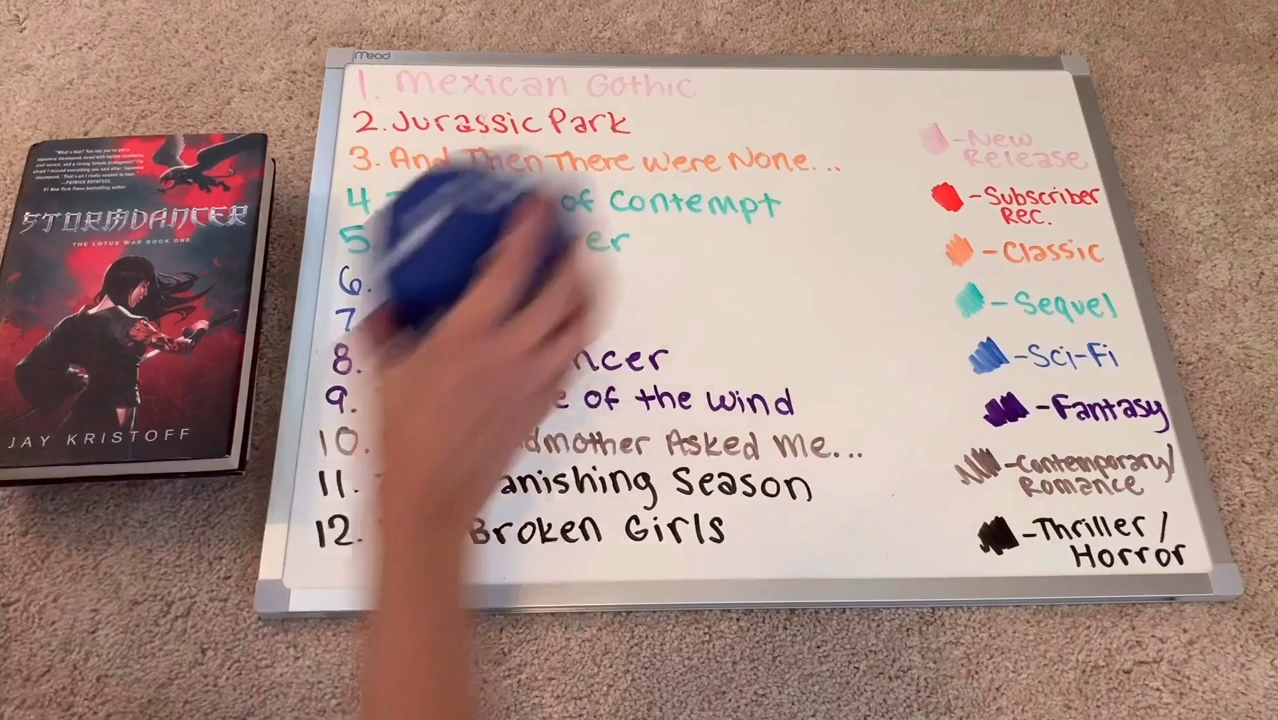 mead
1. Mexican Gothic
2. Jurassic Park
3. And Then There Were None...
4. of Contempt
5. er
6.
7
8. ncer
9. e of the wind
10. dmother Asked Me...
11. anishing Season
12. Broken Girls
-New
Release
-Subscriber
Rec.
-Classic
-Sequel
-Sci-Fi
-Fantasy
-Contemporary/
Romance
-Thriller/
Horror
STORMDANCER
THE LOTUS WAR BOOK ONE
JAY KRISTOFF